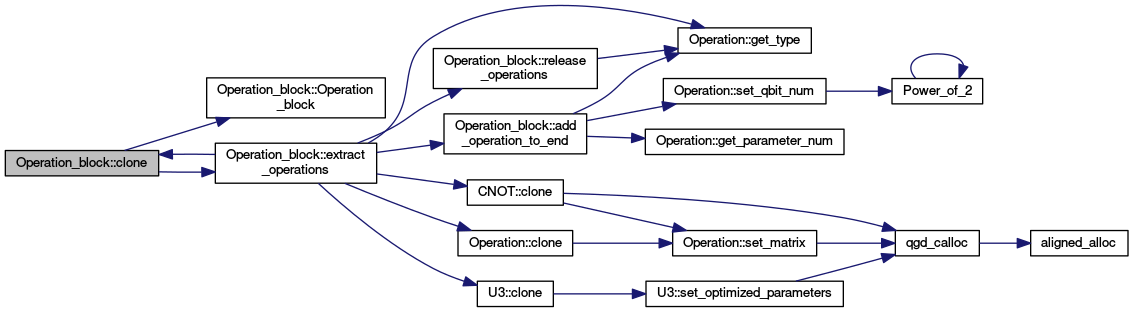 Operation_block::clone
Operation_block::Operation
_block
Operation_block::extract
_operations
Operation_block::release
_operations
Operation_block::add
_operation_to_end
CNOT::clone
Operation::clone
U3::clone
Operation::get_type
Operation::set_qbit_num
Operation::get_parameter_num
Operation::set_matrix
U3::set_optimized_parameters
Power_of_2
qgd_calloc
aligned_alloc